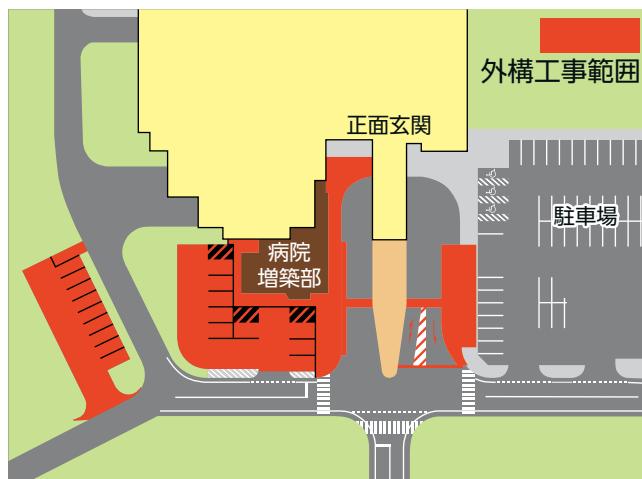 外構工事範囲
正面玄関
駐車場
病院
増築部